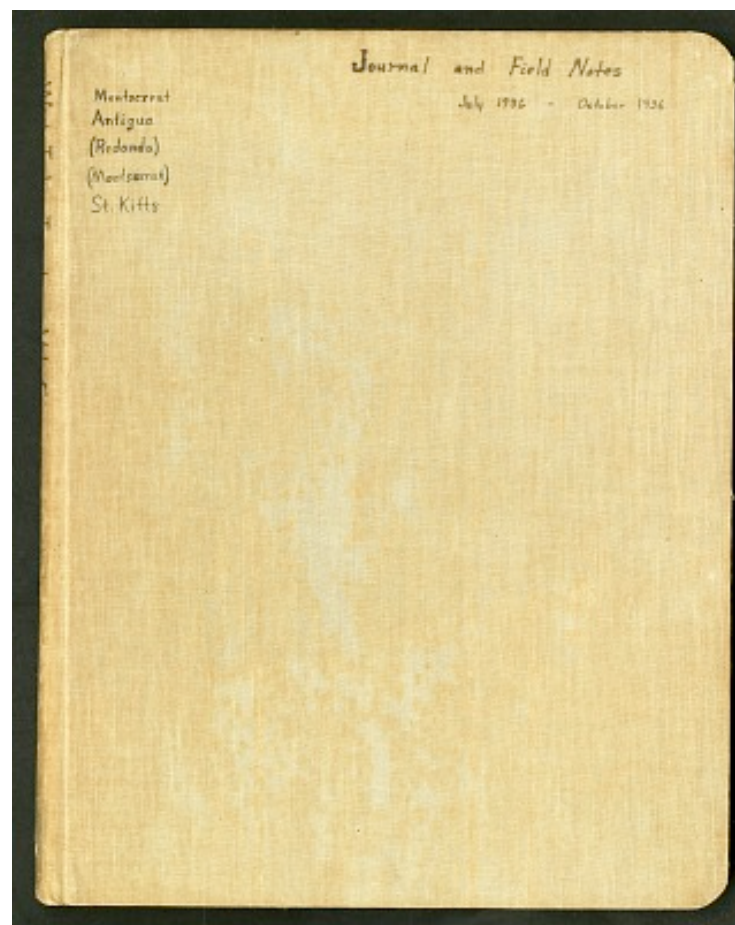 Journal and Field Notes
July 1936 - October 1936
Montserrat
Antigua
(Redonda)
(Montserrat)
St. Kitts